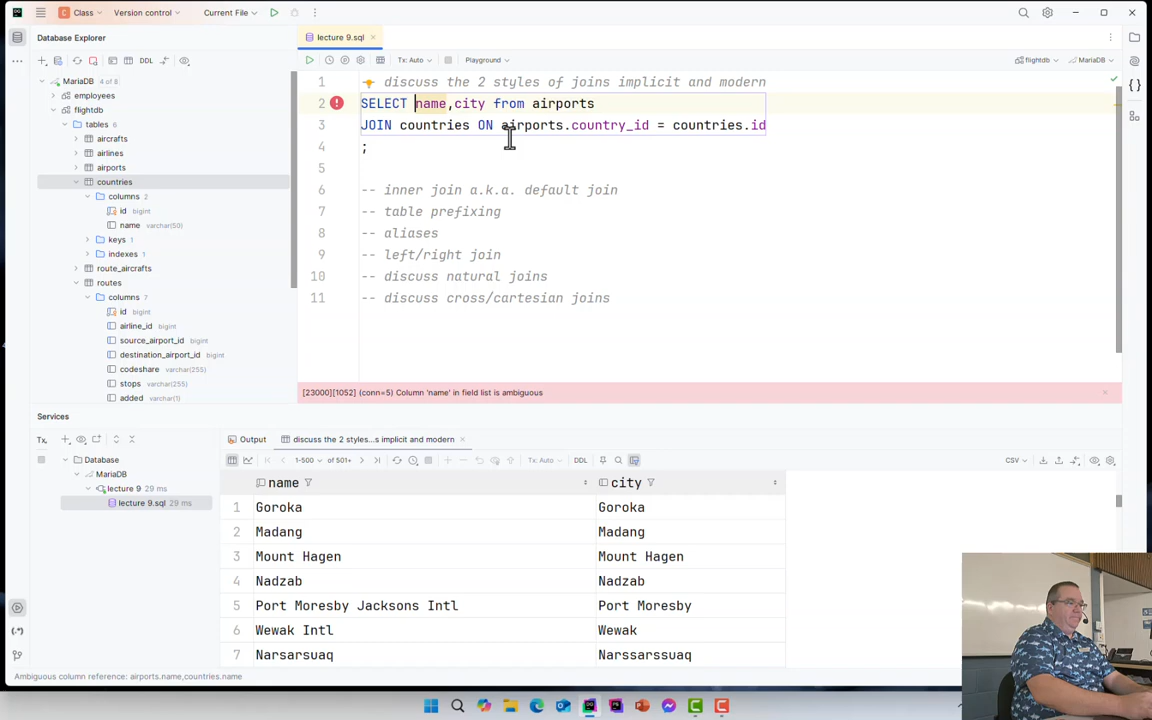 Class
Version control
Current File
Database Explorer
lecture 9.sql
DDL
Tx: Auto
Playground
flightdb
MariaDB
MariaDB 4 of 8
employees
flightdb
tables 6
aircrafts
airlines
airports
countries
columns 2
id bigint
name varchar(50)
keys 1
indexes 1
route_aircrafts
routes
columns 7
id bigint
airline_id bigint
source_airport_id bigint
destination_airport_id bigint
codeshare varchar(255)
stops varchar(255)
added varchar(1)
1 discuss the 2 styles of joins implicit and modern
2 SELECT name,city from airports
3 JOIN countries ON airports.country_id = countries.id
4 ;
5
6 -- inner join a.k.a. default join
7 -- table prefixing
8 -- aliases
9 -- left/right join
10 -- discuss natural joins
11 -- discuss cross/cartesian joins
[23000][1052] (conn=5) Column 'name' in field list is ambiguous
Services
Tx
Database
MariaDB
lecture 9 29 ms
lecture 9.sql 29 ms
Output
discuss the 2 styles...s implicit and modern
1-500 of 501+
Tx: Auto
DDL
CSV
name city
1 Goroka Goroka
2 Madang Madang
3 Mount Hagen Mount Hagen
4 Nadzab Nadzab
5 Port Moresby Jacksons Intl Port Moresby
6 Wewak Intl Wewak
7 Narsarsuaq Narssarssuaq
Ambiguous column reference: airports.name,countries.name